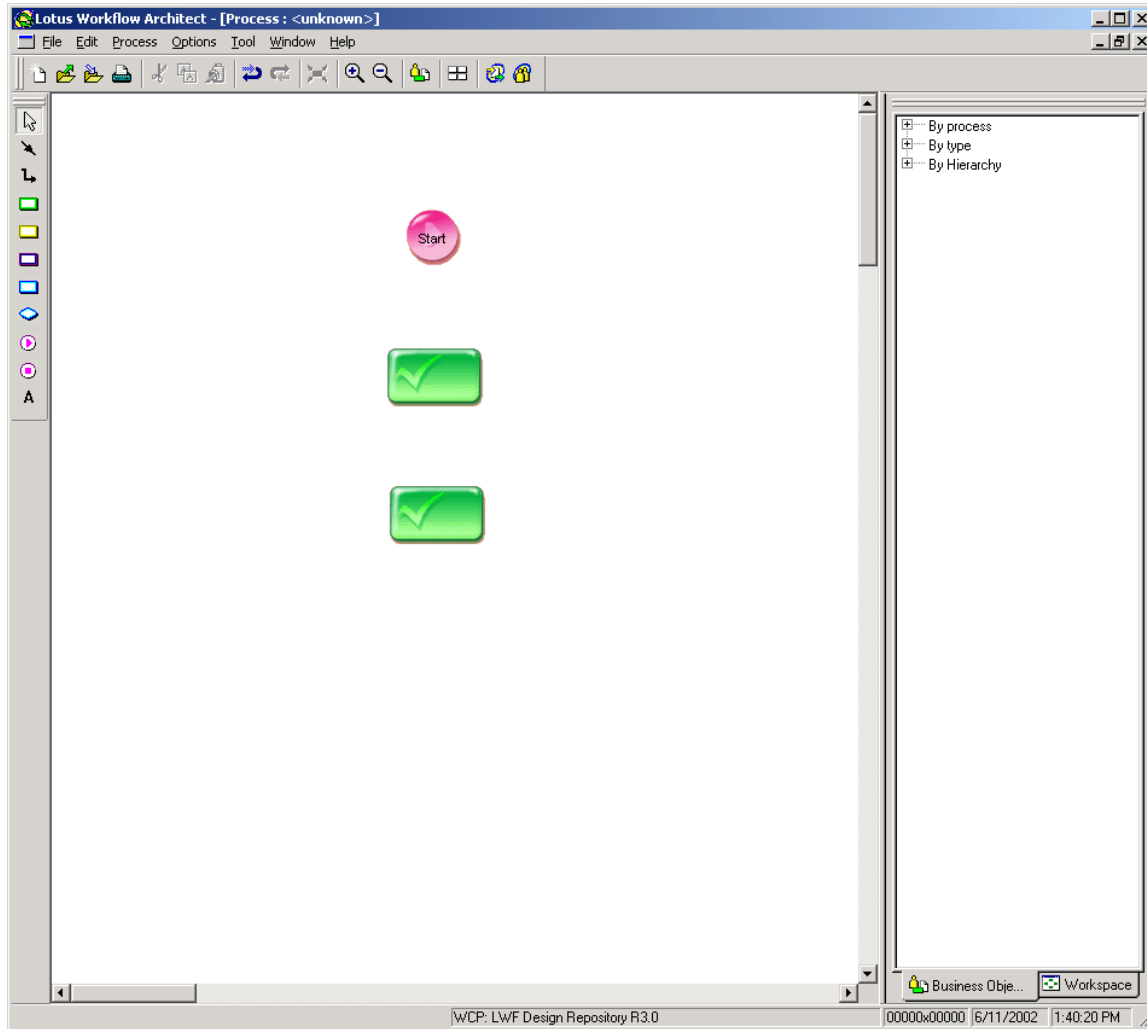 Lotus Workflow Architect - [Process : <unknown>]
File Edit Process Options Tool Window Help
By process
By type
By Hierarchy
Start
A
Business Obje... Workspace
WCP: LWF Design Repository R3.0 00000x00000 6/11/2002 1:40:20 PM